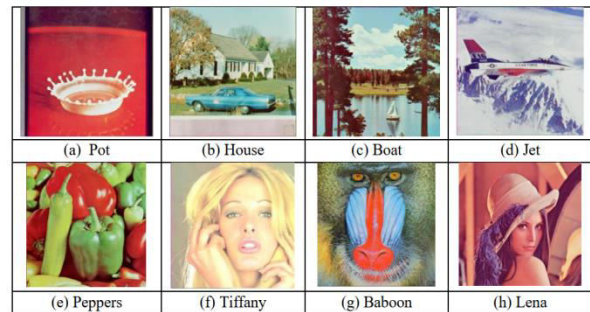 (a) Pot
(b) House
(c) Boat
(d) Jet
(e) Peppers
(f) Tiffany
(g) Baboon
(h) Lena